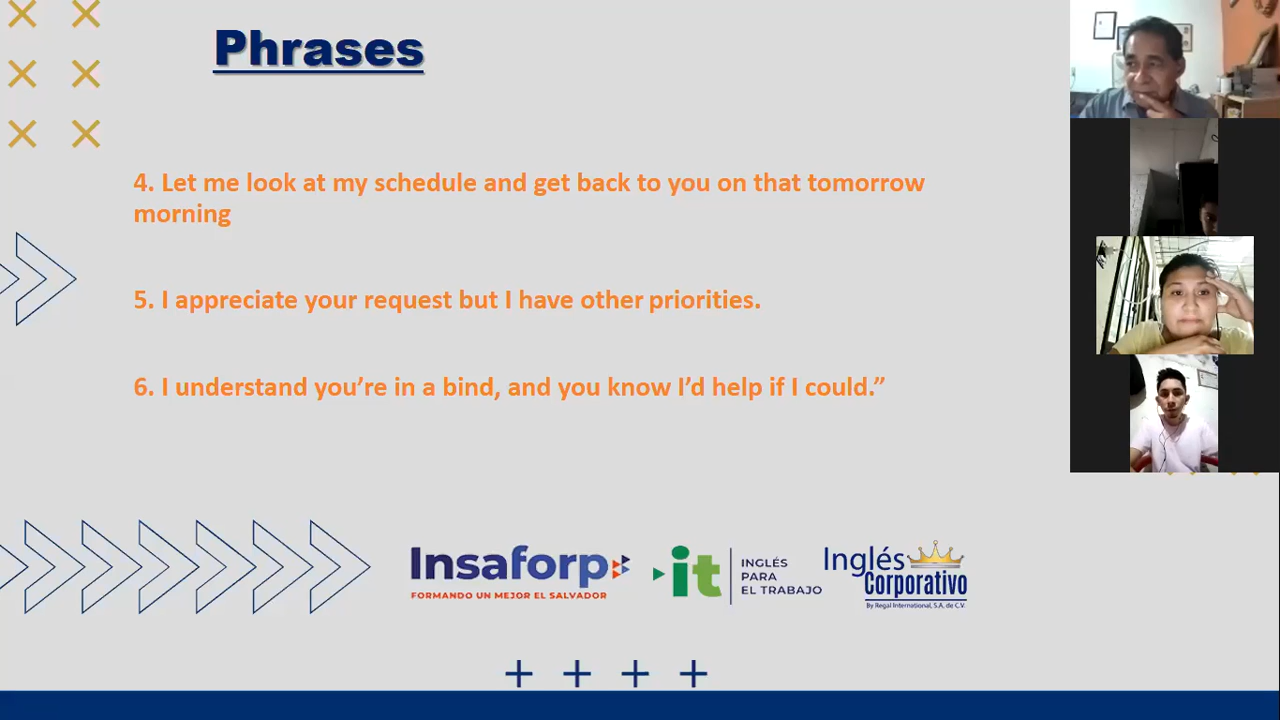 Phrases
4. Let me look at my schedule and get back to you on that tomorrow
morning
5. I appreciate your request but I have other priorities.
6. I understand you’re in a bind, and you know I’d help if I could.”
Insaforp
FORMANDO UN MEJOR EL SALVADOR
it
INGLÉS
PARA
EL TRABAJO
Inglés
Corporativo
By Regal International, S.A. de C.V.